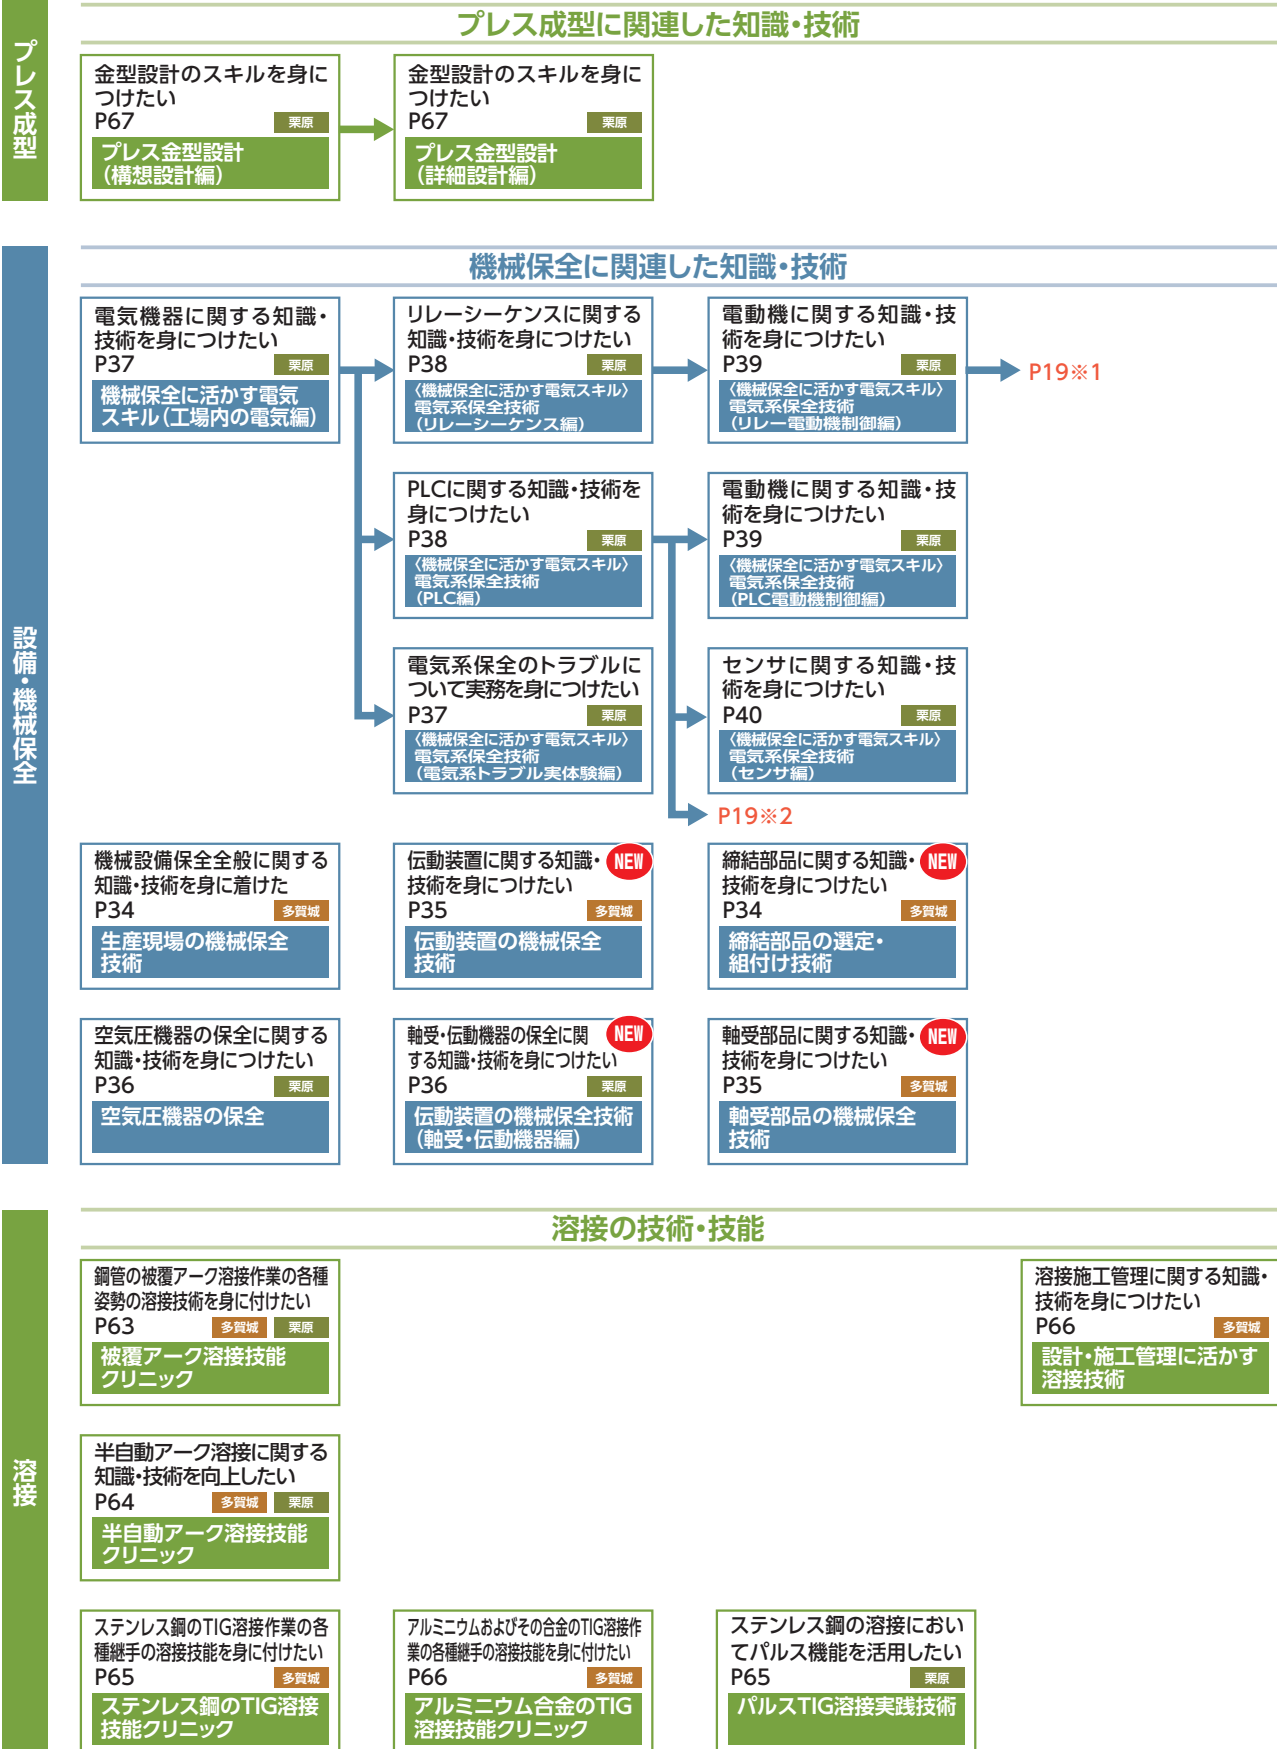 プレス成型
プレス成型に関連した知識・技術
金型設計のスキルを身に
つけたい
P67 栗原
プレス金型設計
（構想設計編）
金型設計のスキルを身に
つけたい
P67 栗原
プレス金型設計
（詳細設計編）
設備・機械保全
機械保全に関連した知識・技術
電気機器に関する知識・
技術を身につけたい
P37 栗原
機械保全に活かす電気
スキル（工場内の電気編）
リレーシーケンスに関する
知識・技術を身につけたい
P38 栗原
〈機械保全に活かす電気スキル〉
電気系保全技術
（リレーシーケンス編）
電動機に関する知識・技
術を身につけたい
P39 栗原
〈機械保全に活かす電気スキル〉
電気系保全技術
（リレー電動機制御編）
P19※1
PLCに関する知識・技術を
身につけたい
P38 栗原
〈機械保全に活かす電気スキル〉
電気系保全技術
（PLC編）
電動機に関する知識・技
術を身につけたい
P39 栗原
〈機械保全に活かす電気スキル〉
電気系保全技術
（PLC電動機制御編）
電気系保全のトラブルに
ついて実務を身につけたい
P37 栗原
〈機械保全に活かす電気スキル〉
電気系保全技術
（電気系トラブル実体験編）
センサに関する知識・技
術を身につけたい
P40 栗原
〈機械保全に活かす電気スキル〉
電気系保全技術
（センサ編）
P19※2
機械設備保全全般に関する
知識・技術を身に着けた
P34 多賀城
生産現場の機械保全
技術
伝動装置に関する知識・ NEW
技術を身につけたい
P35 多賀城
伝動装置の機械保全
技術
締結部品に関する知識・ NEW
技術を身につけたい
P34 多賀城
締結部品の選定・
組付け技術
空気圧機器の保全に関する
知識・技術を身につけたい
P36 栗原
空気圧機器の保全
軸受・伝動機器の保全に関 NEW
する知識・技術を身につけたい
P36 栗原
伝動装置の機械保全技術
（軸受・伝動機器編）
軸受部品に関する知識・ NEW
技術を身につけたい
P35 多賀城
軸受部品の機械保全
技術
溶接
溶接の技術・技能
鋼管の被覆アーク溶接作業の各種
姿勢の溶接技術を身に付けたい
P63 多賀城 栗原
被覆アーク溶接技能
クリニック
溶接施工管理に関する知識・
技術を身につけたい
P66 多賀城
設計・施工管理に活かす
溶接技術
半自動アーク溶接に関する
知識・技術を向上したい
P64 多賀城 栗原
半自動アーク溶接技能
クリニック
ステンレス鋼のTIG溶接作業の各
種継手の溶接技能を身に付けたい
P65 多賀城
ステンレス鋼のTIG溶接
技能クリニック
アルミニウムおよびその合金のTIG溶接作
業の各種継手の溶接技能を身に付けたい
P66 多賀城
アルミニウム合金のTIG
溶接技能クリニック
ステンレス鋼の溶接におい
てパルス機能を活用したい
P65 栗原
パルスTIG溶接実践技術